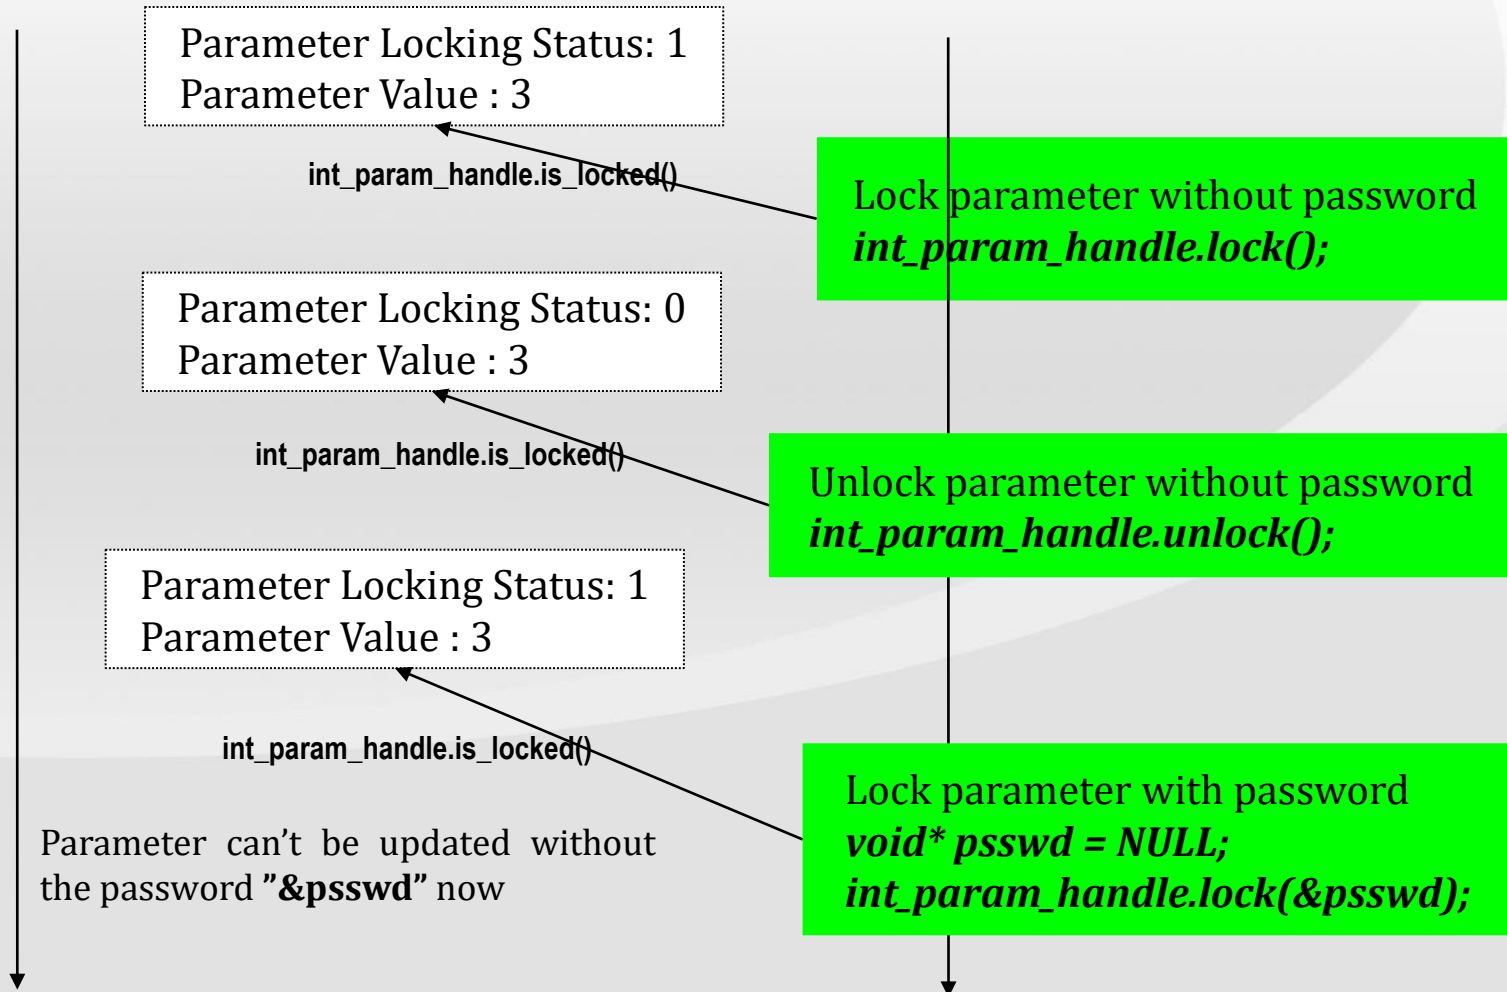 Parameter Locking Status: 1
Parameter Value : 3
int_param_handle.is_locked()
Lock parameter without password
int_param_handle.lock();
Parameter Locking Status: 0
Parameter Value : 3
int_param_handle.is_locked()
Unlock parameter without password
int_param_handle.unlock();
Parameter Locking Status: 1
Parameter Value : 3
int_param_handle.is_locked()
Lock parameter with password
void* psswd = NULL;
int_param_handle.lock(&psswd);
Parameter can’t be updated without
the password ”&psswd” now